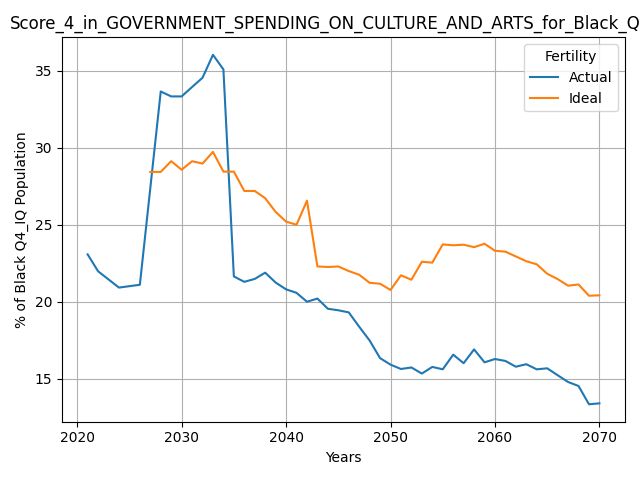 Score_4_in_GOVERNMENT_SPENDING_ON_CULTURE_AND_ARTS_for_Black_Q
Fertility
Actual
Ideal
% of Black Q4_IQ Population
35
30
25
20
15
2020
2030
2040
2050
2060
2070
Years